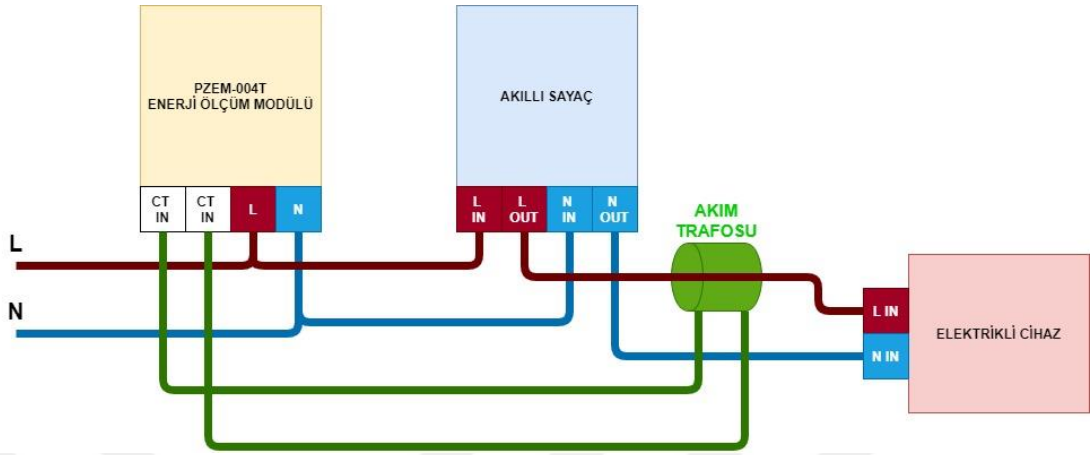 PZEM-004T
ENERJİ ÖLÇÜM MODÜLÜ
AKILLI SAYAÇ
CT
IN
CT
IN
L
N
L
IN
L
OUT
N
IN
N
OUT
AKIM
TRAFOSU
L
N
L IN
N IN
ELEKTRİKLİ CİHAZ